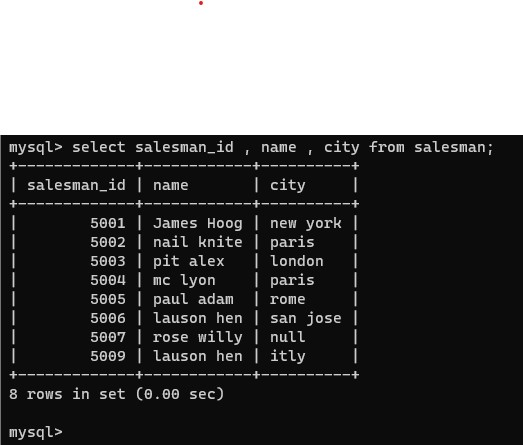 mysql> select salesman_id , name , city from salesman;
+-------------+------------+----------+
| salesman_id | name       | city     |
+-------------+------------+----------+
|        5001 | James Hoog | new york |
|        5002 | nail knite | paris    |
|        5003 | pit alex   | london   |
|        5004 | mc lyon    | paris    |
|        5005 | paul adam  | rome     |
|        5006 | lauson hen | san jose |
|        5007 | rose willy | null     |
|        5009 | lauson hen | itly     |
+-------------+------------+----------+
8 rows in set (0.00 sec)
mysql>